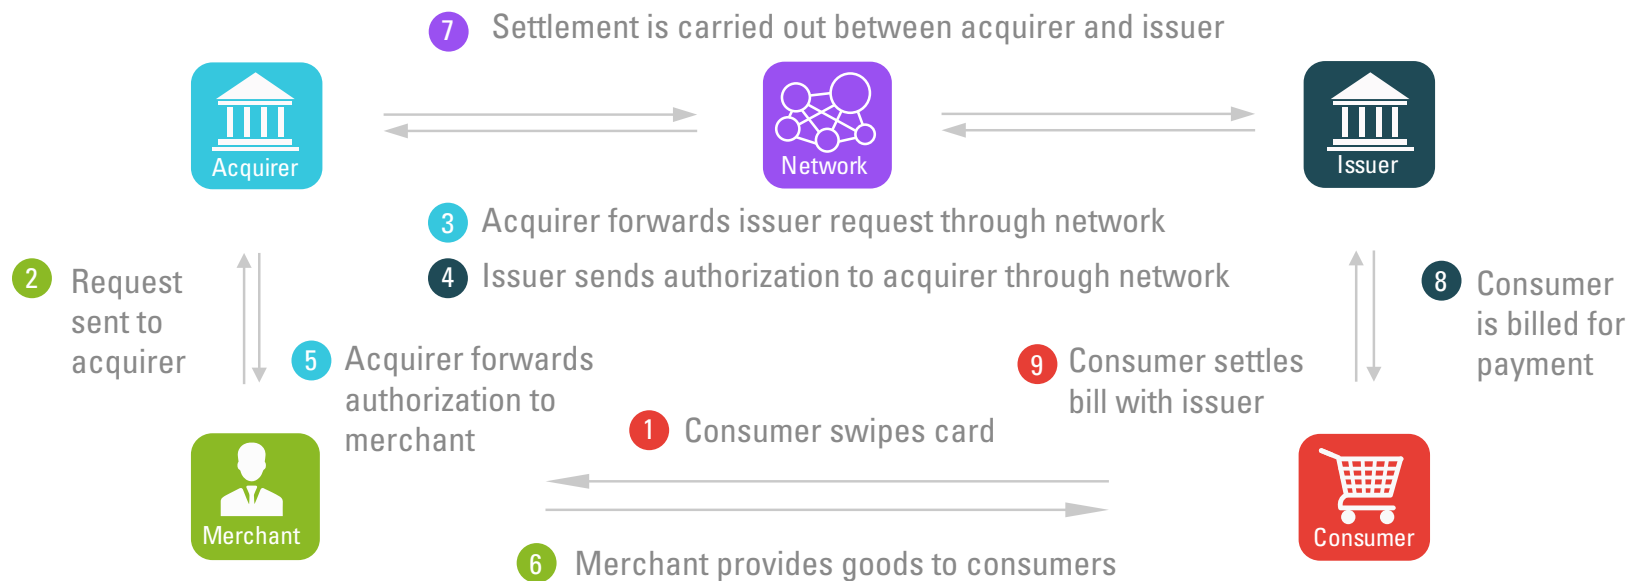 7 Settlement is carried out between acquirer and issuer
Acquirer
Network
Issuer
3 Acquirer forwards issuer request through network
4 Issuer sends authorization to acquirer through network
2 Request
sent to
acquirer
8 Consumer
is billed for
payment
5 Acquirer forwards
authorization to
merchant
9 Consumer settles
bill with issuer
1 Consumer swipes card
Merchant
Consumer
6 Merchant provides goods to consumers